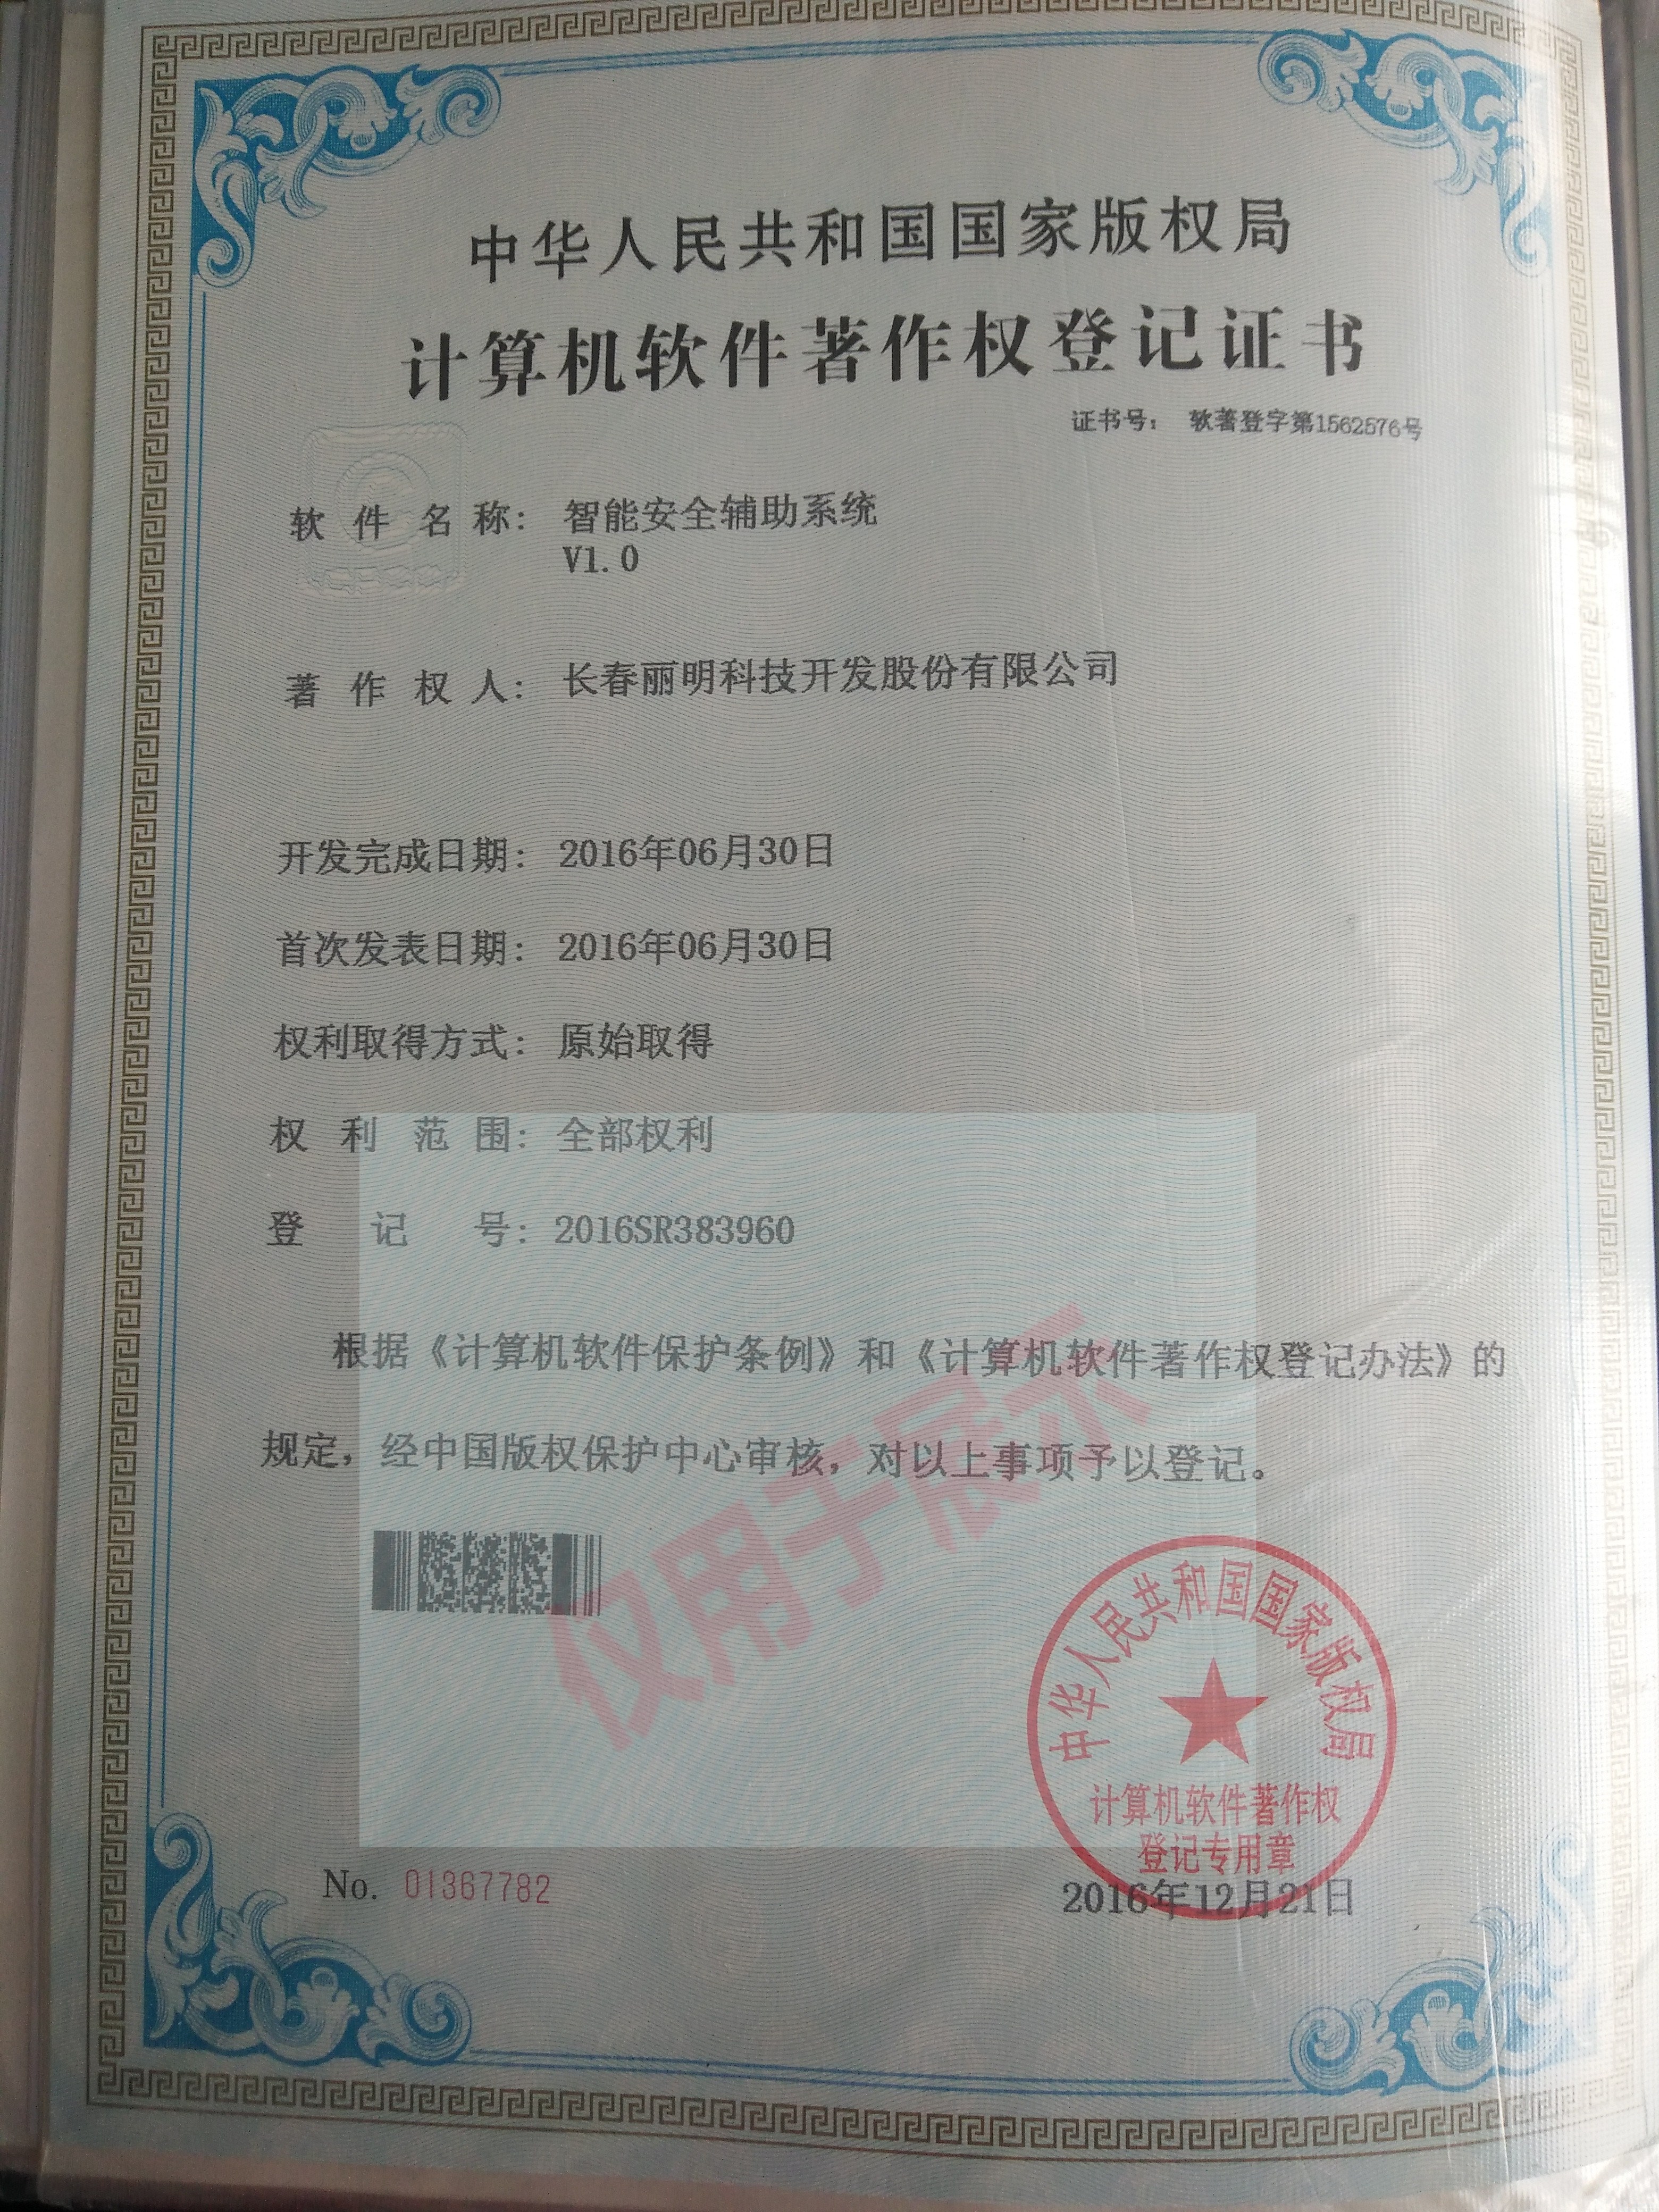 中华人民共和国国家版权局
计算机软件著作权登记证书
证书号： 软著登字第1562576号
软件名称： 智能安全辅助系统
V1.0
著作权人： 长春丽明科技开发股份有限公司
开发完成日期： 2016年06月30日
首次发表日期： 2016年06月30日
权利取得方式： 原始取得
权利范围： 全部权利
登记号： 2016SR383960
根据《计算机软件保护条例》和《计算机软件著作权登记办法》的
规定，经中国版权保护中心审核，对以上事项予以登记。
仅用于展示
中华人民共和国国家版权局
计算机软件著作权
登记专用章
No. 01367782
2016年12月21日